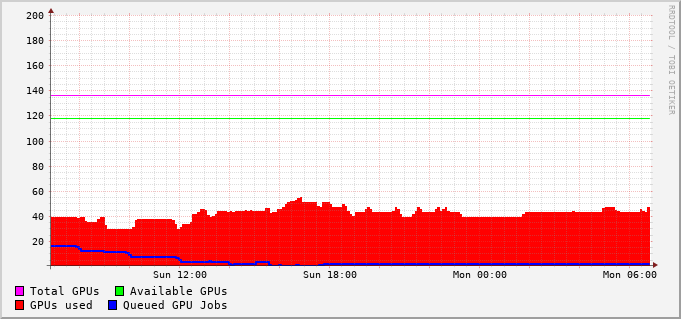 RRDTOOL / TOBI OETIKER
200
180
160
140
120
100
80
60
40
20
Sun 12:00 Sun 18:00 Mon 00:00 Mon 06:00
Total GPUs Available GPUs
GPUs used Queued GPU Jobs